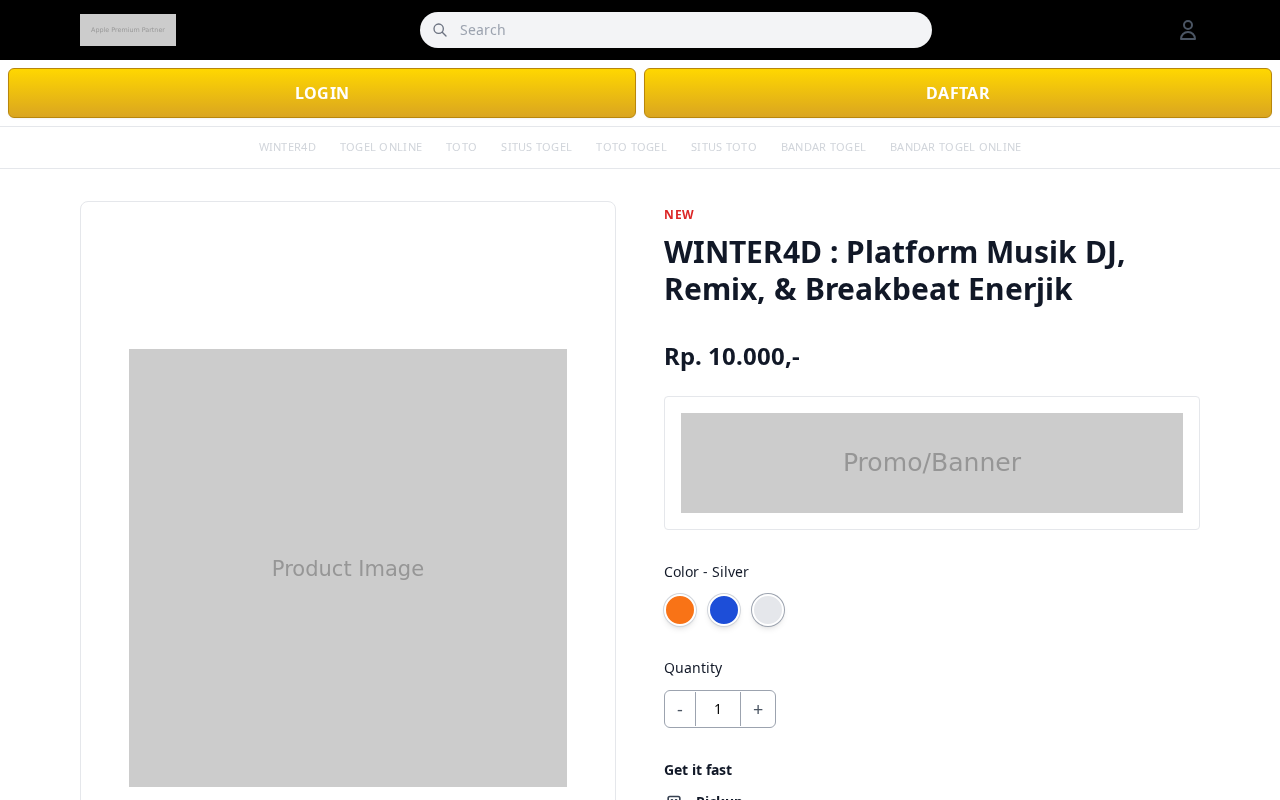 Apple Premium Partner
Search
LOGIN
DAFTAR
WINTER4D
TOGEL ONLINE
TOTO
SITUS TOGEL
TOTO TOGEL
SITUS TOTO
BANDAR TOGEL
BANDAR TOGEL ONLINE
Product Image
NEW
WINTER4D : Platform Musik DJ,
Remix, & Breakbeat Enerjik
Rp. 10.000,-
Promo/Banner
Color - Silver
Quantity
- 1 +
Get it fast
Pickup